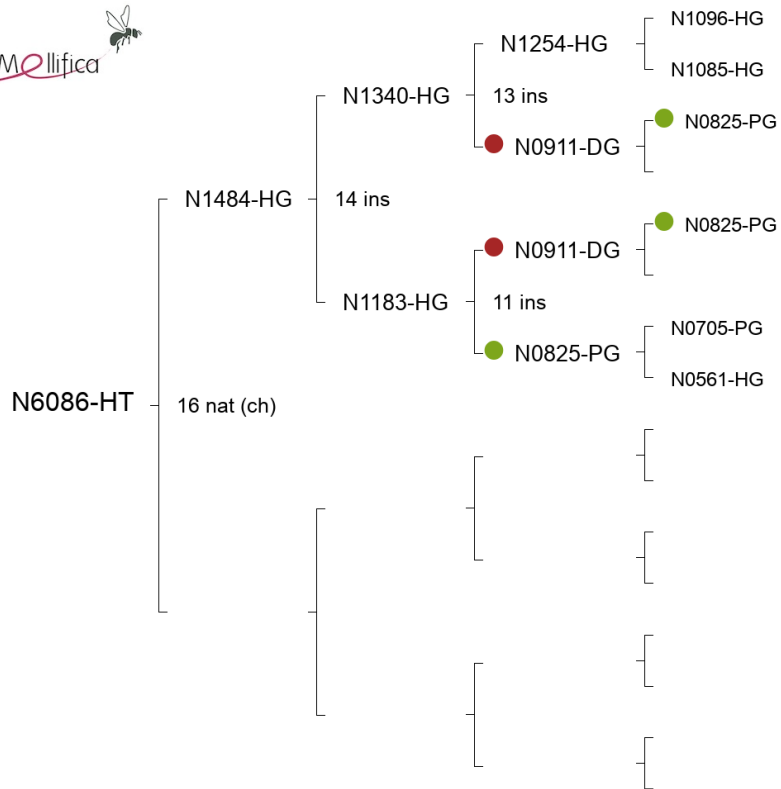 Mellifica
N1096-HG
N1254-HG
N1085-HG
N1340-HG
13 ins
N0825-PG
N0911-DG
N1484-HG
14 ins
N0825-PG
N0911-DG
N1183-HG
11 ins
N0705-PG
N0825-PG
N0561-HG
N6086-HT
16 nat (ch)